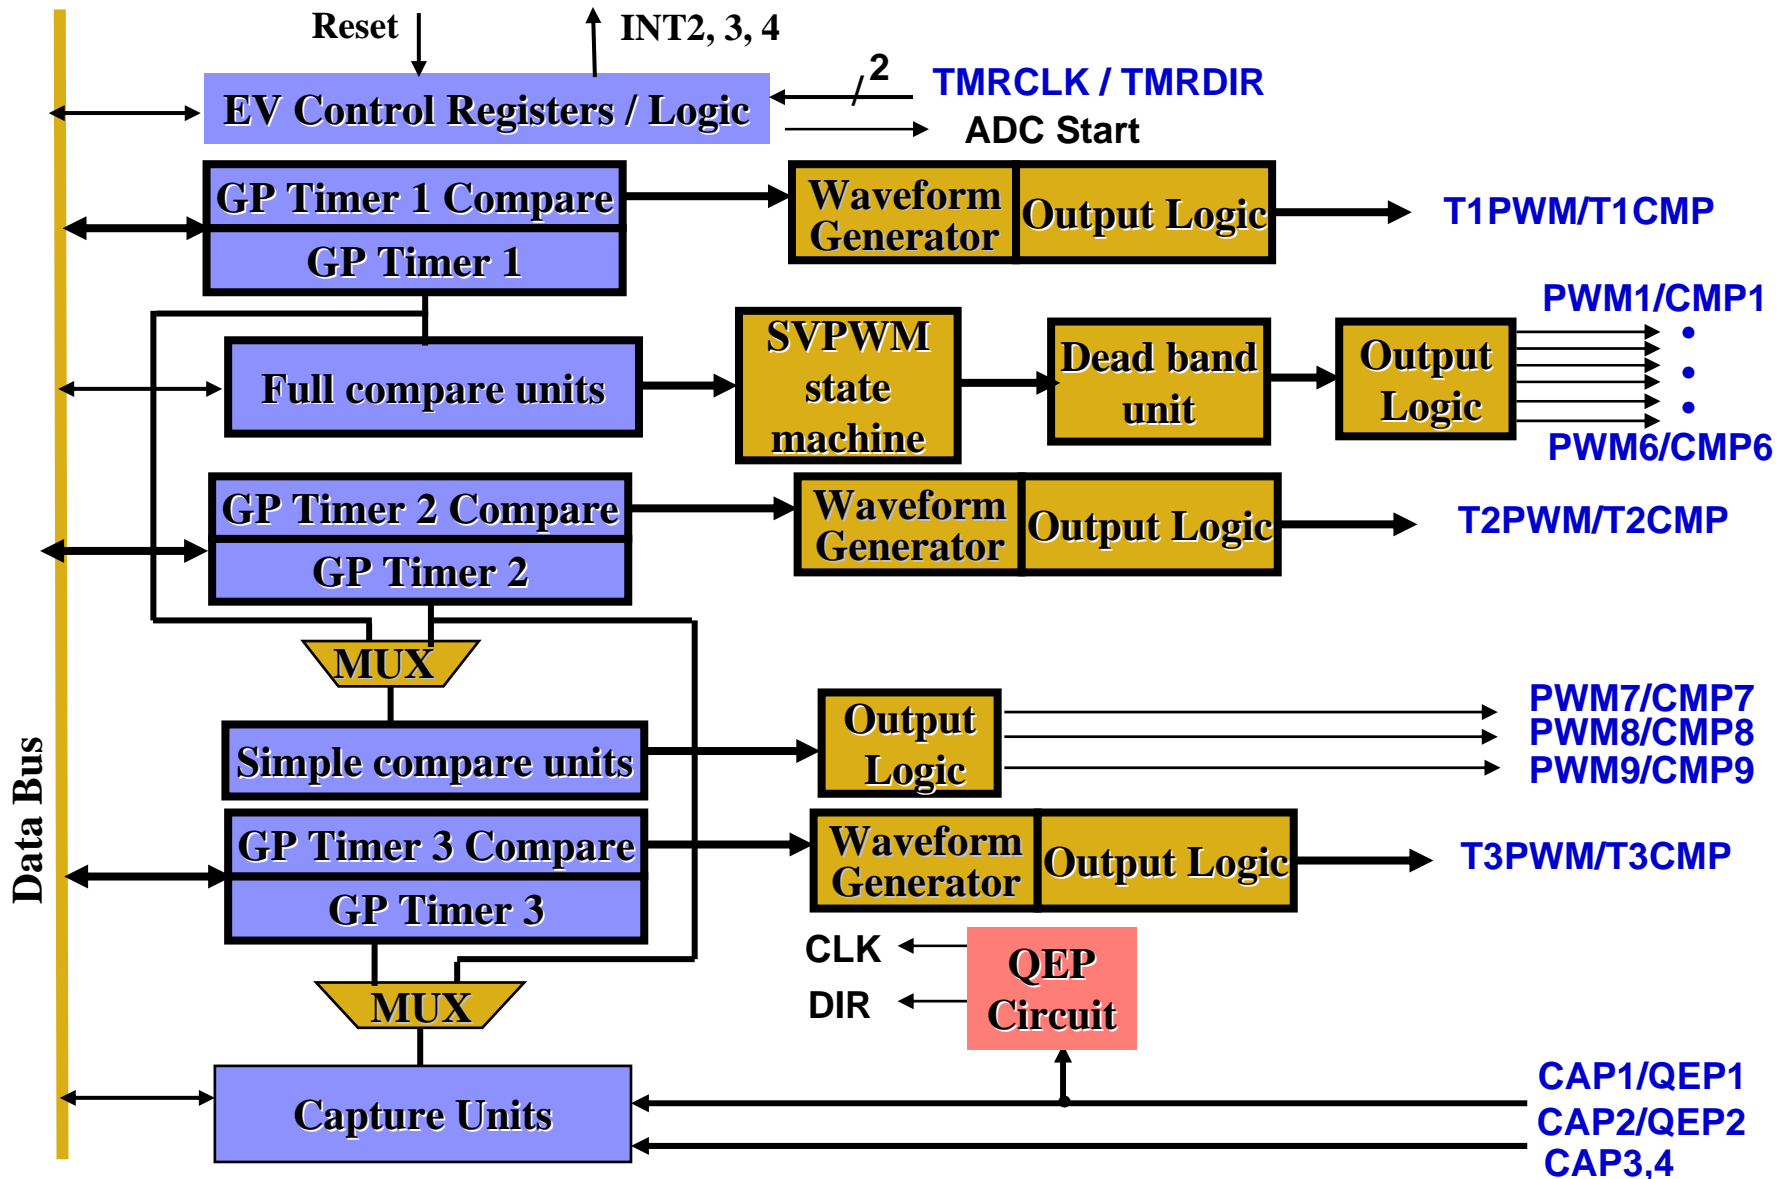 Reset
INT2, 3, 4
2
TMRCLK / TMRDIR
EV Control Registers / Logic
ADC Start
GP Timer 1 Compare
GP Timer 1
Waveform
Generator
Output Logic
T1PWM/T1CMP
PWM1/CMP1
Full compare units
SVPWM
state
machine
Dead band
unit
Output
Logic
PWM6/CMP6
GP Timer 2 Compare
GP Timer 2
Waveform
Generator
Output Logic
T2PWM/T2CMP
MUX
Simple compare units
Output
Logic
PWM7/CMP7
PWM8/CMP8
PWM9/CMP9
Data Bus
GP Timer 3 Compare
GP Timer 3
Waveform
Generator
Output Logic
T3PWM/T3CMP
CLK
DIR
QEP
Circuit
MUX
Capture Units
CAP1/QEP1
CAP2/QEP2
CAP3,4